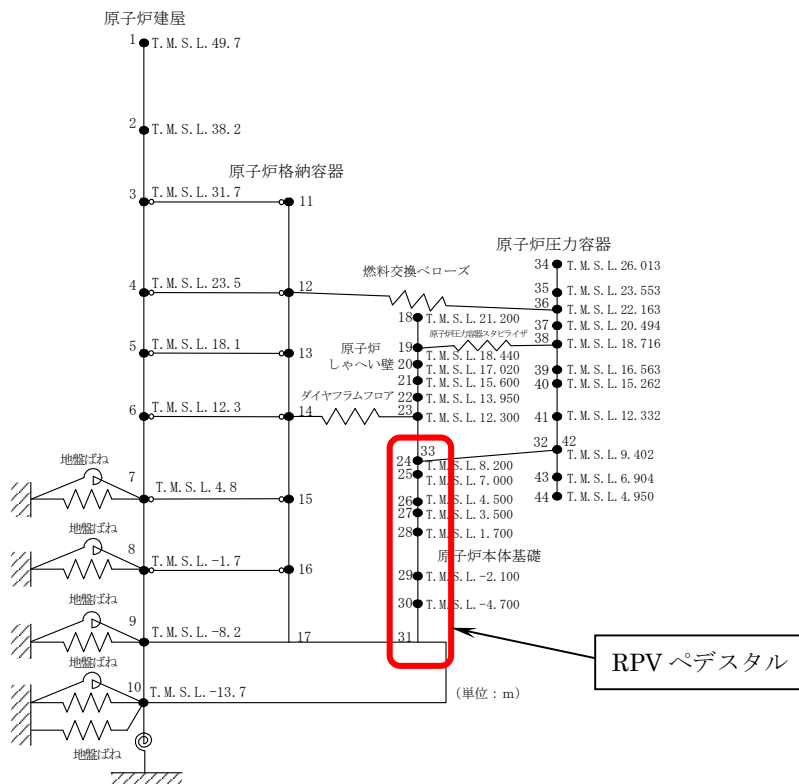 原子炉建屋
1 T.M.S.L.49.7
2 T.M.S.L.38.2
原子炉格納容器
3 T.M.S.L.31.7
11
原子炉圧力容器
燃料交換ベローズ
34 T.M.S.L.26.013
4 T.M.S.L.23.5
12
35 T.M.S.L.23.553
36 T.M.S.L.22.163
18 T.M.S.L.21.200
37 T.M.S.L.20.494
原子炉圧力容器スタビライザ
38 T.M.S.L.18.716
5 T.M.S.L.18.1
13
原子炉
しゃへい壁
19 T.M.S.L.18.440
20 T.M.S.L.17.020
39 T.M.S.L.16.563
21 T.M.S.L.15.600
40 T.M.S.L.15.262
22 T.M.S.L.13.950
ダイヤフラムフロア
6 T.M.S.L.12.3
14
23 T.M.S.L.12.300
41 T.M.S.L.12.332
33
32 42
T.M.S.L.9.402
24 T.M.S.L.8.200
25 T.M.S.L.7.000
43 T.M.S.L.6.904
地盤ばね
7 T.M.S.L.4.8
15
26 T.M.S.L.4.500
44 T.M.S.L.4.950
27 T.M.S.L.3.500
28 T.M.S.L.1.700
地盤ばね
8 T.M.S.L.-1.7
16
原子炉本体基礎
29 T.M.S.L.-2.100
30 T.M.S.L.-4.700
地盤ばね
9 T.M.S.L.-8.2
17
31
RPVペデスタル
地盤ばね
10 T.M.S.L.-13.7
(単位:m)
地盤ばね